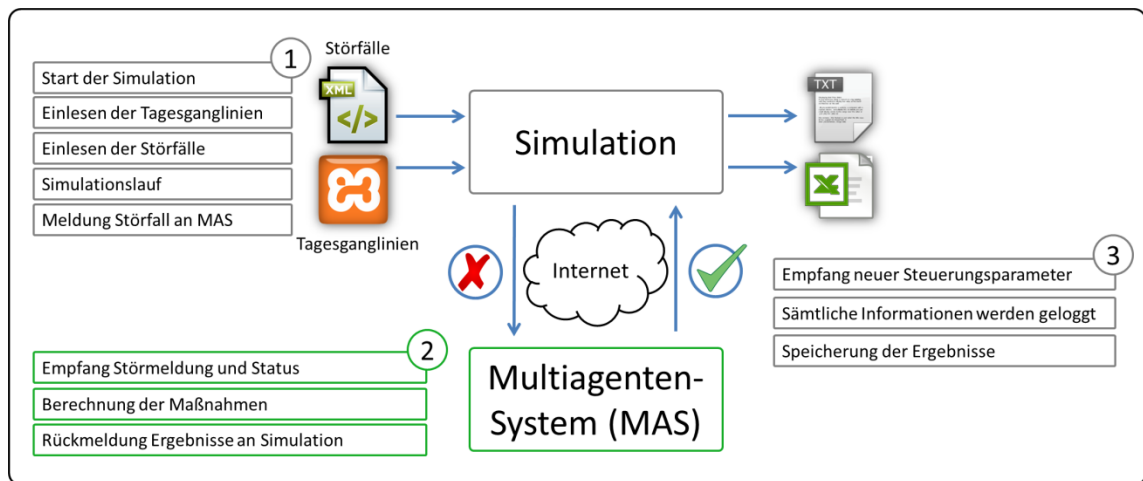 1
Störfälle
Start der Simulation
Einlesen der Tagesganglinien
Einlesen der Störfälle
Simulationslauf
Meldung Störfall an MAS
XML
</>
Tagesganglinien
Simulation
TXT
Internet
3
Empfang neuer Steuerungsparameter
Sämtliche Informationen werden geloggt
Speicherung der Ergebnisse
2
Empfang Störmeldung und Status
Berechnung der Maßnahmen
Rückmeldung Ergebnisse an Simulation
Multiagenten-
System (MAS)